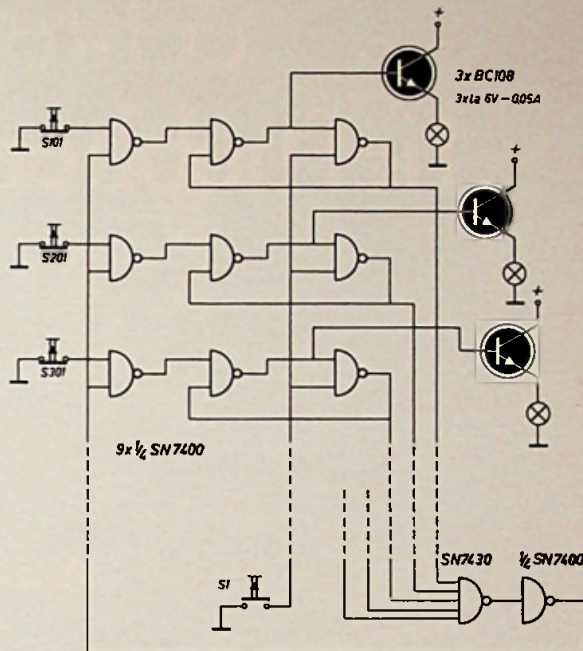 +
3x BC108
3x La 6V - 0,05A
S101
+
S201
+
S301
9x ¼ SN7400
SN7430
¼ SN7400
S1